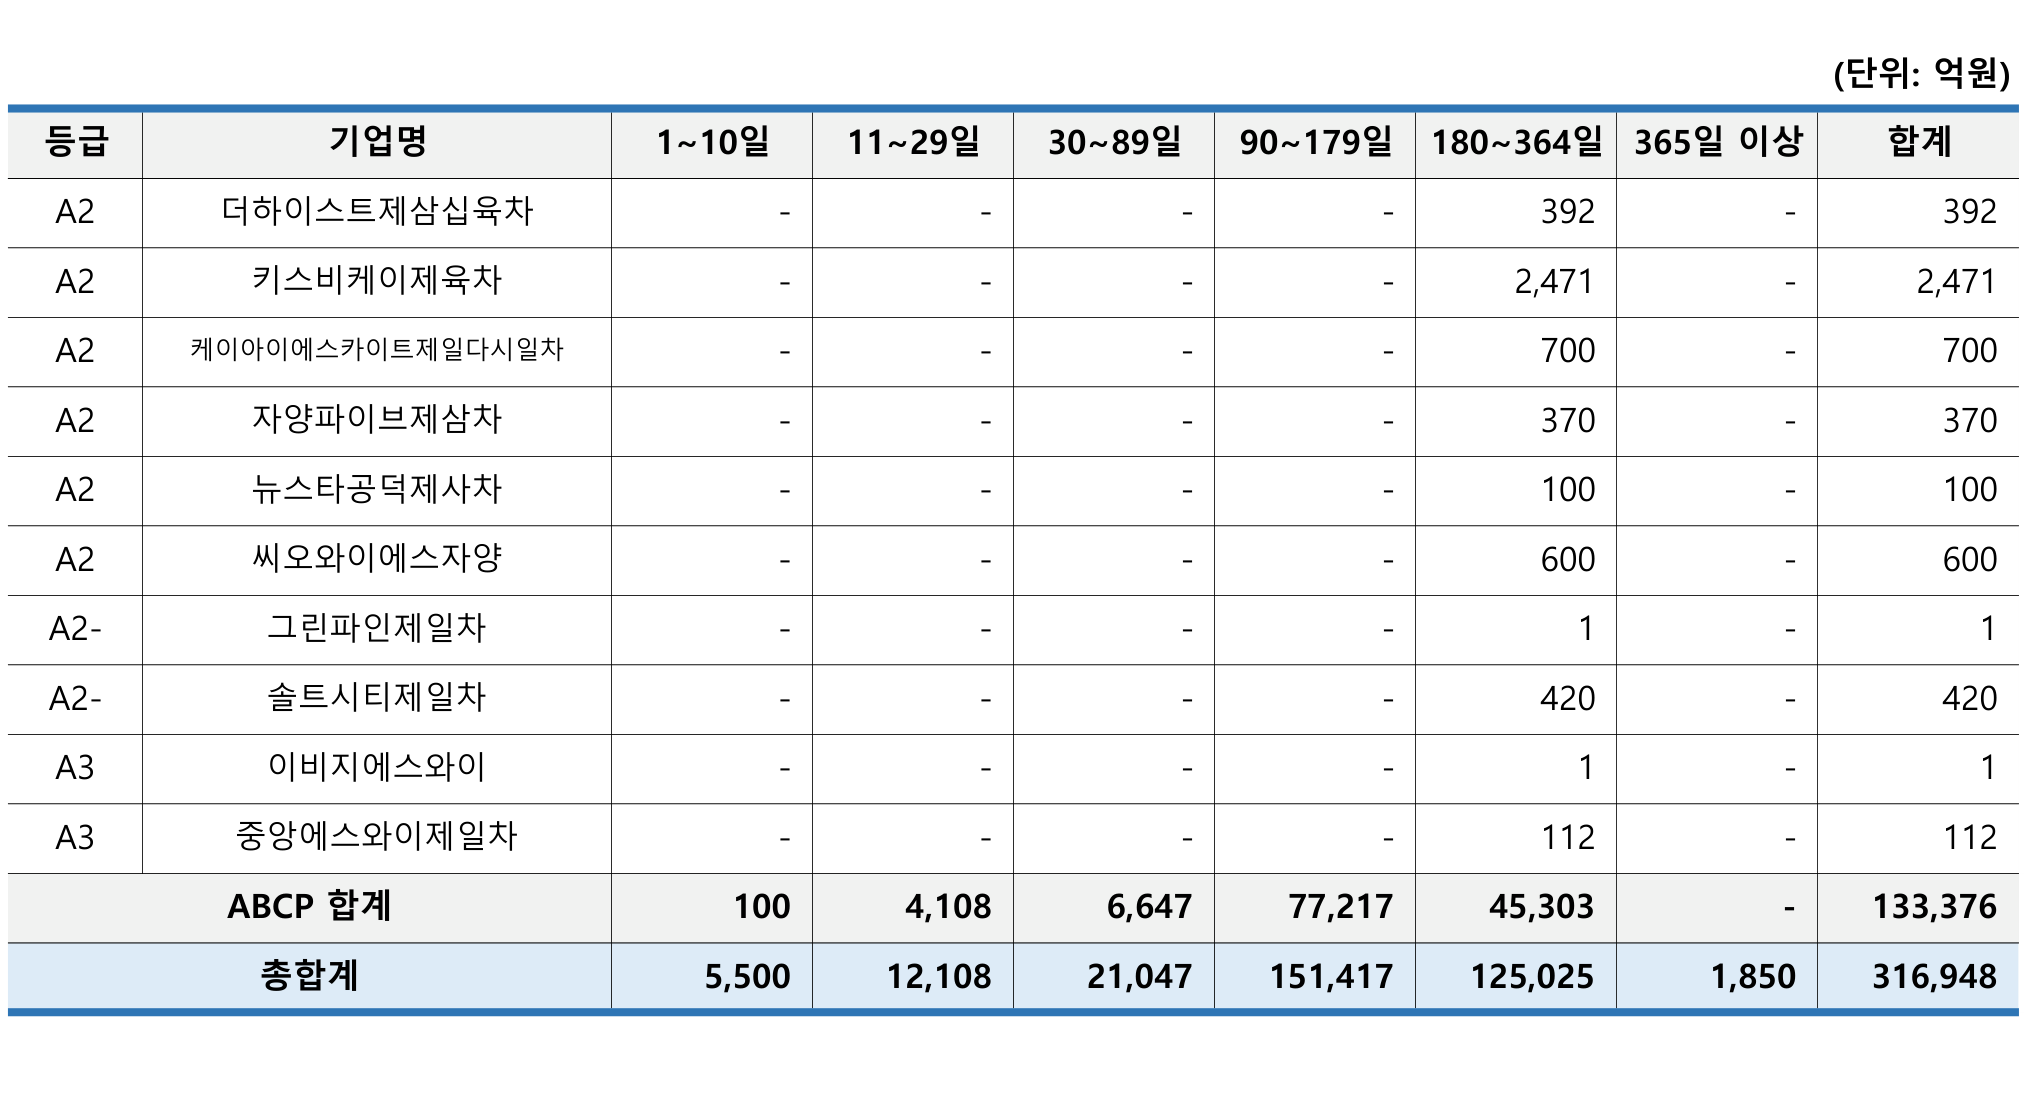 (단위: 억원)
등급 기업명 1~10일 11~29일 30~89일 90~179일 180~364일 365일 이상 합계
A2 더하이스트제삼십육차 - - - - 392 - 392
A2 키스비케이제육차 - - - - 2,471 - 2,471
A2 케이아이에스카이트제일다시일차 - - - - 700 - 700
A2 자양파이브제삼차 - - - - 370 - 370
A2 뉴스타공덕제사차 - - - - 100 - 100
A2 씨오와이에스자양 - - - - 600 - 600
A2- 그린파인제일차 - - - - 1 - 1
A2- 솔트시티제일차 - - - - 420 - 420
A3 이비지에스와이 - - - - 1 - 1
A3 중앙에스와이제일차 - - - - 112 - 112
ABCP 합계 100 4,108 6,647 77,217 45,303 - 133,376
총합계 5,500 12,108 21,047 151,417 125,025 1,850 316,948